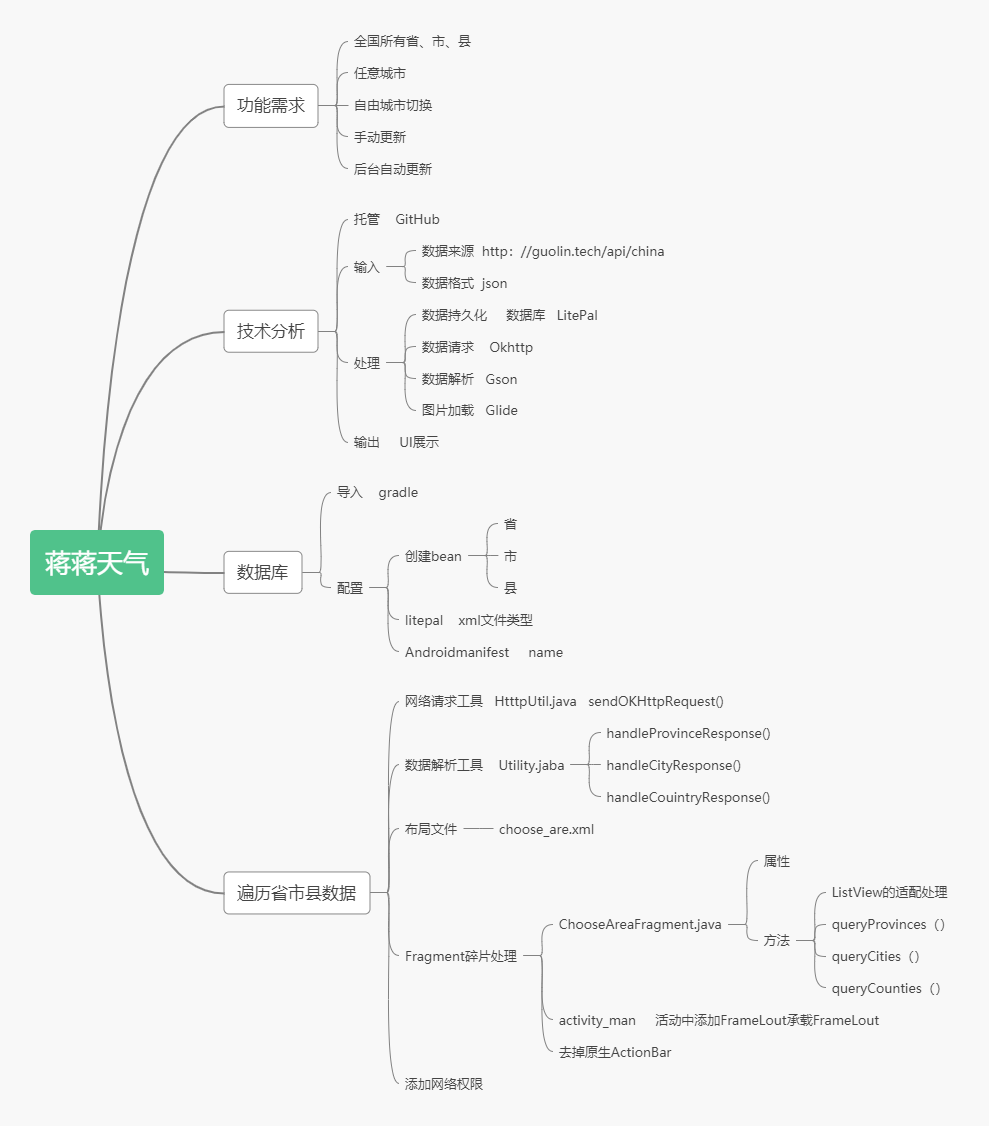 蒋蒋天气
功能需求
全国所有省、市、县
任意城市
自由城市切换
手动更新
后台自动更新
技术分析
托管 GitHub
输入
数据来源 http：//guolin.tech/api/china
数据格式 json
处理
数据持久化 数据库 LitePal
数据请求 Okhttp
数据解析 Gson
图片加载 Glide
输出 UI展示
数据库
导入 gradle
配置
创建bean
省
市
县
litepal xml文件类型
Androidmanifest name
遍历省市县数据
网络请求工具 HtttpUtil.java sendOKHttpRequest()
数据解析工具 Utility.jaba
handleProvinceResponse()
handleCityResponse()
handleCouintryResponse()
布局文件
choose_are.xml
Fragment碎片处理
ChooseAreaFragment.java
属性
方法
ListView的适配处理
queryProvinces（）
queryCities（）
queryCounties（）
activity_man 活动中添加FrameLout承载FrameLout
去掉原生ActionBar
添加网络权限